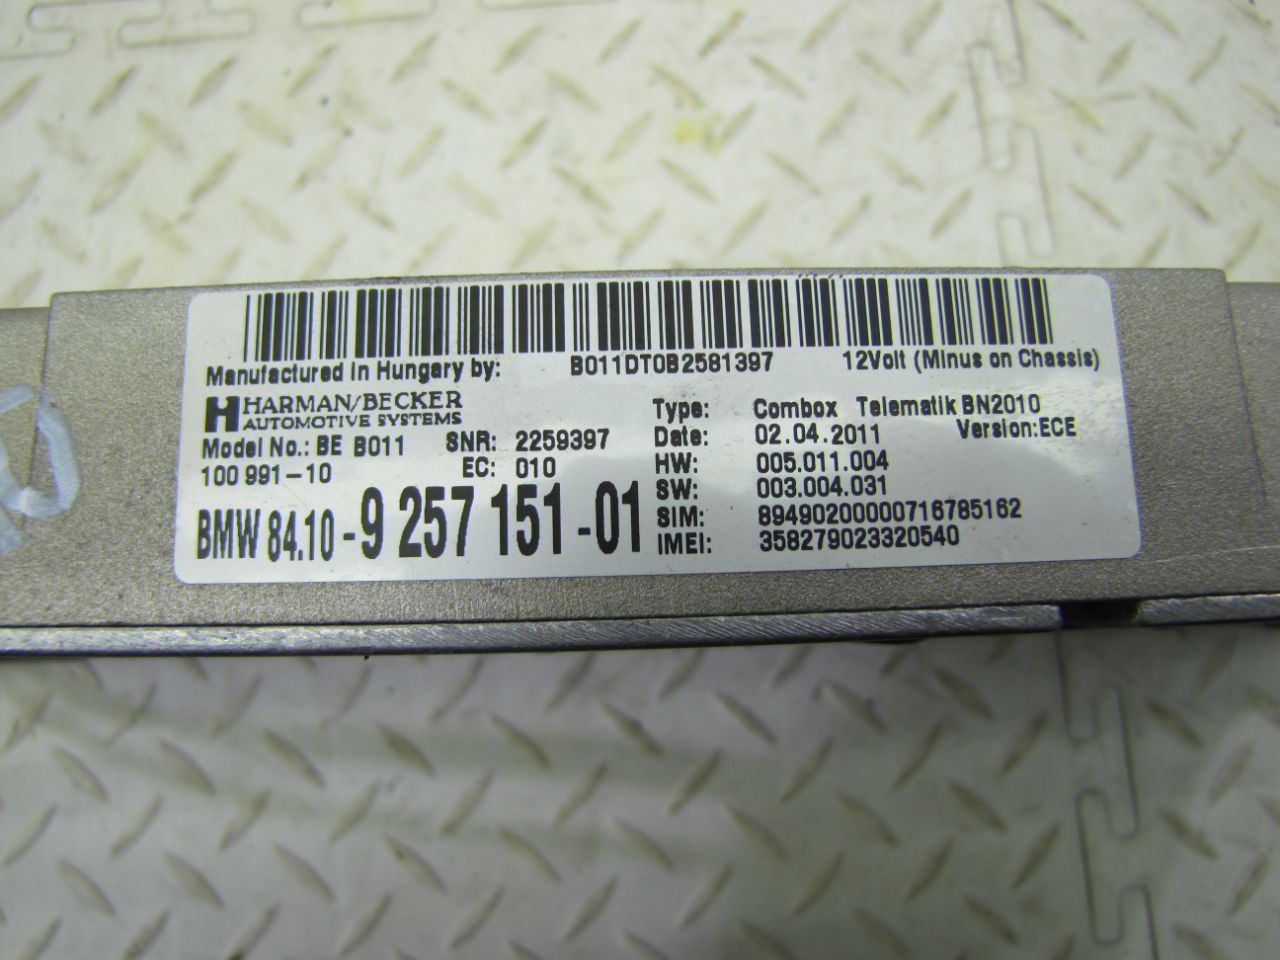 Manufactured in Hungary by: B011DT0B2581397 12Volt (Minus on Chassis)
HARMAN/BECKER
AUTOMOTIVE SYSTEMS
Model No.: BE B011 SNR: 2259397
100 991-10 EC: 010
BMW 84.10-9 257 151-01
Type: Combox Telematik BN2010
Date: 02.04.2011 Version:ECE
HW: 005.011.004
SW: 003.004.031
SIM: 89490200000716785162
IMEI: 358279023320540